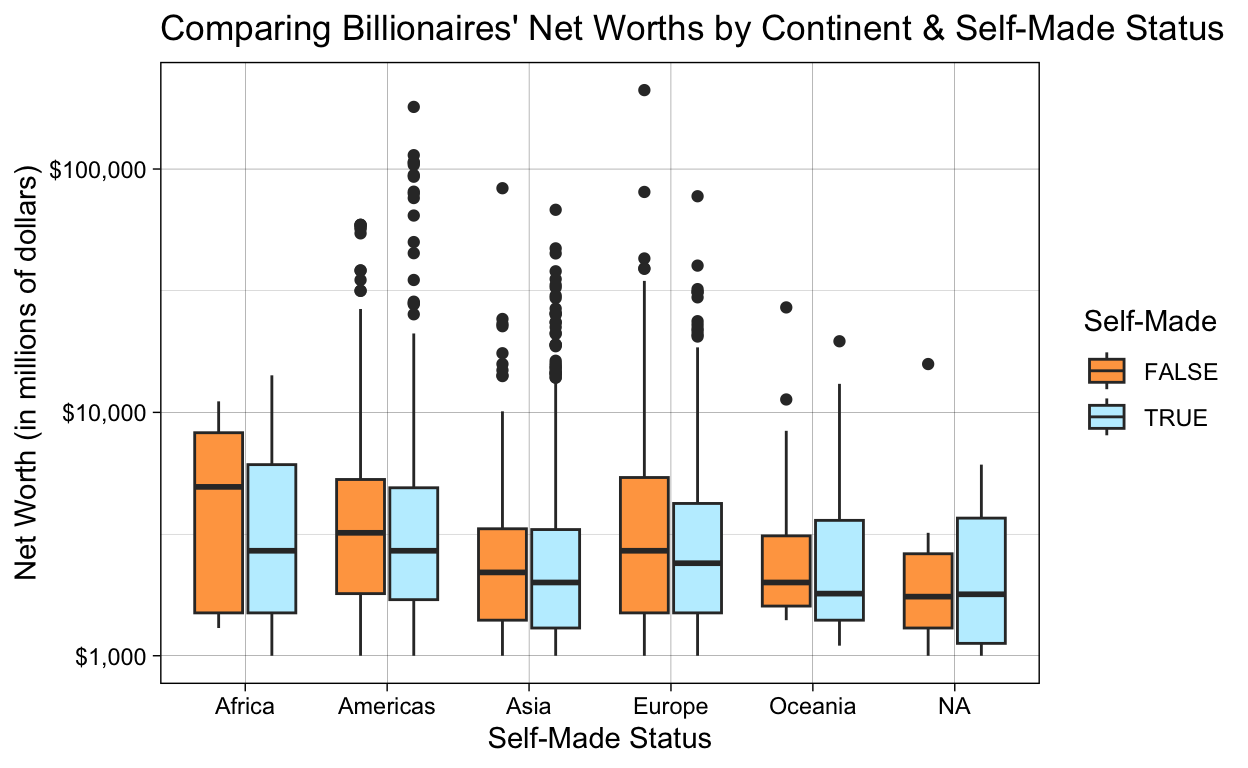 Comparing Billionaires' Net Worths by Continent & Self-Made Status
Net Worth (in millions of dollars)
$100,000
$10,000
$1,000
Africa
Americas
Asia
Europe
Oceania
NA
Self-Made Status
Self-Made
FALSE
TRUE